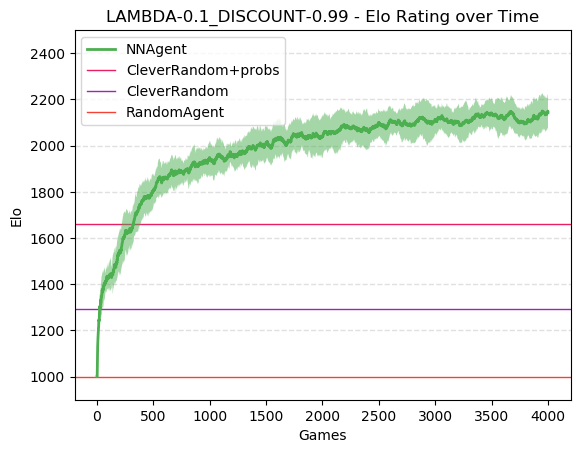 LAMBDA-0.1_DISCOUNT-0.99 - Elo Rating over Time
NNAgent
CleverRandom+probs
CleverRandom
RandomAgent
Elo
2400
2200
2000
1800
1600
1400
1200
1000
0 500 1000 1500 2000 2500 3000 3500 4000
Games